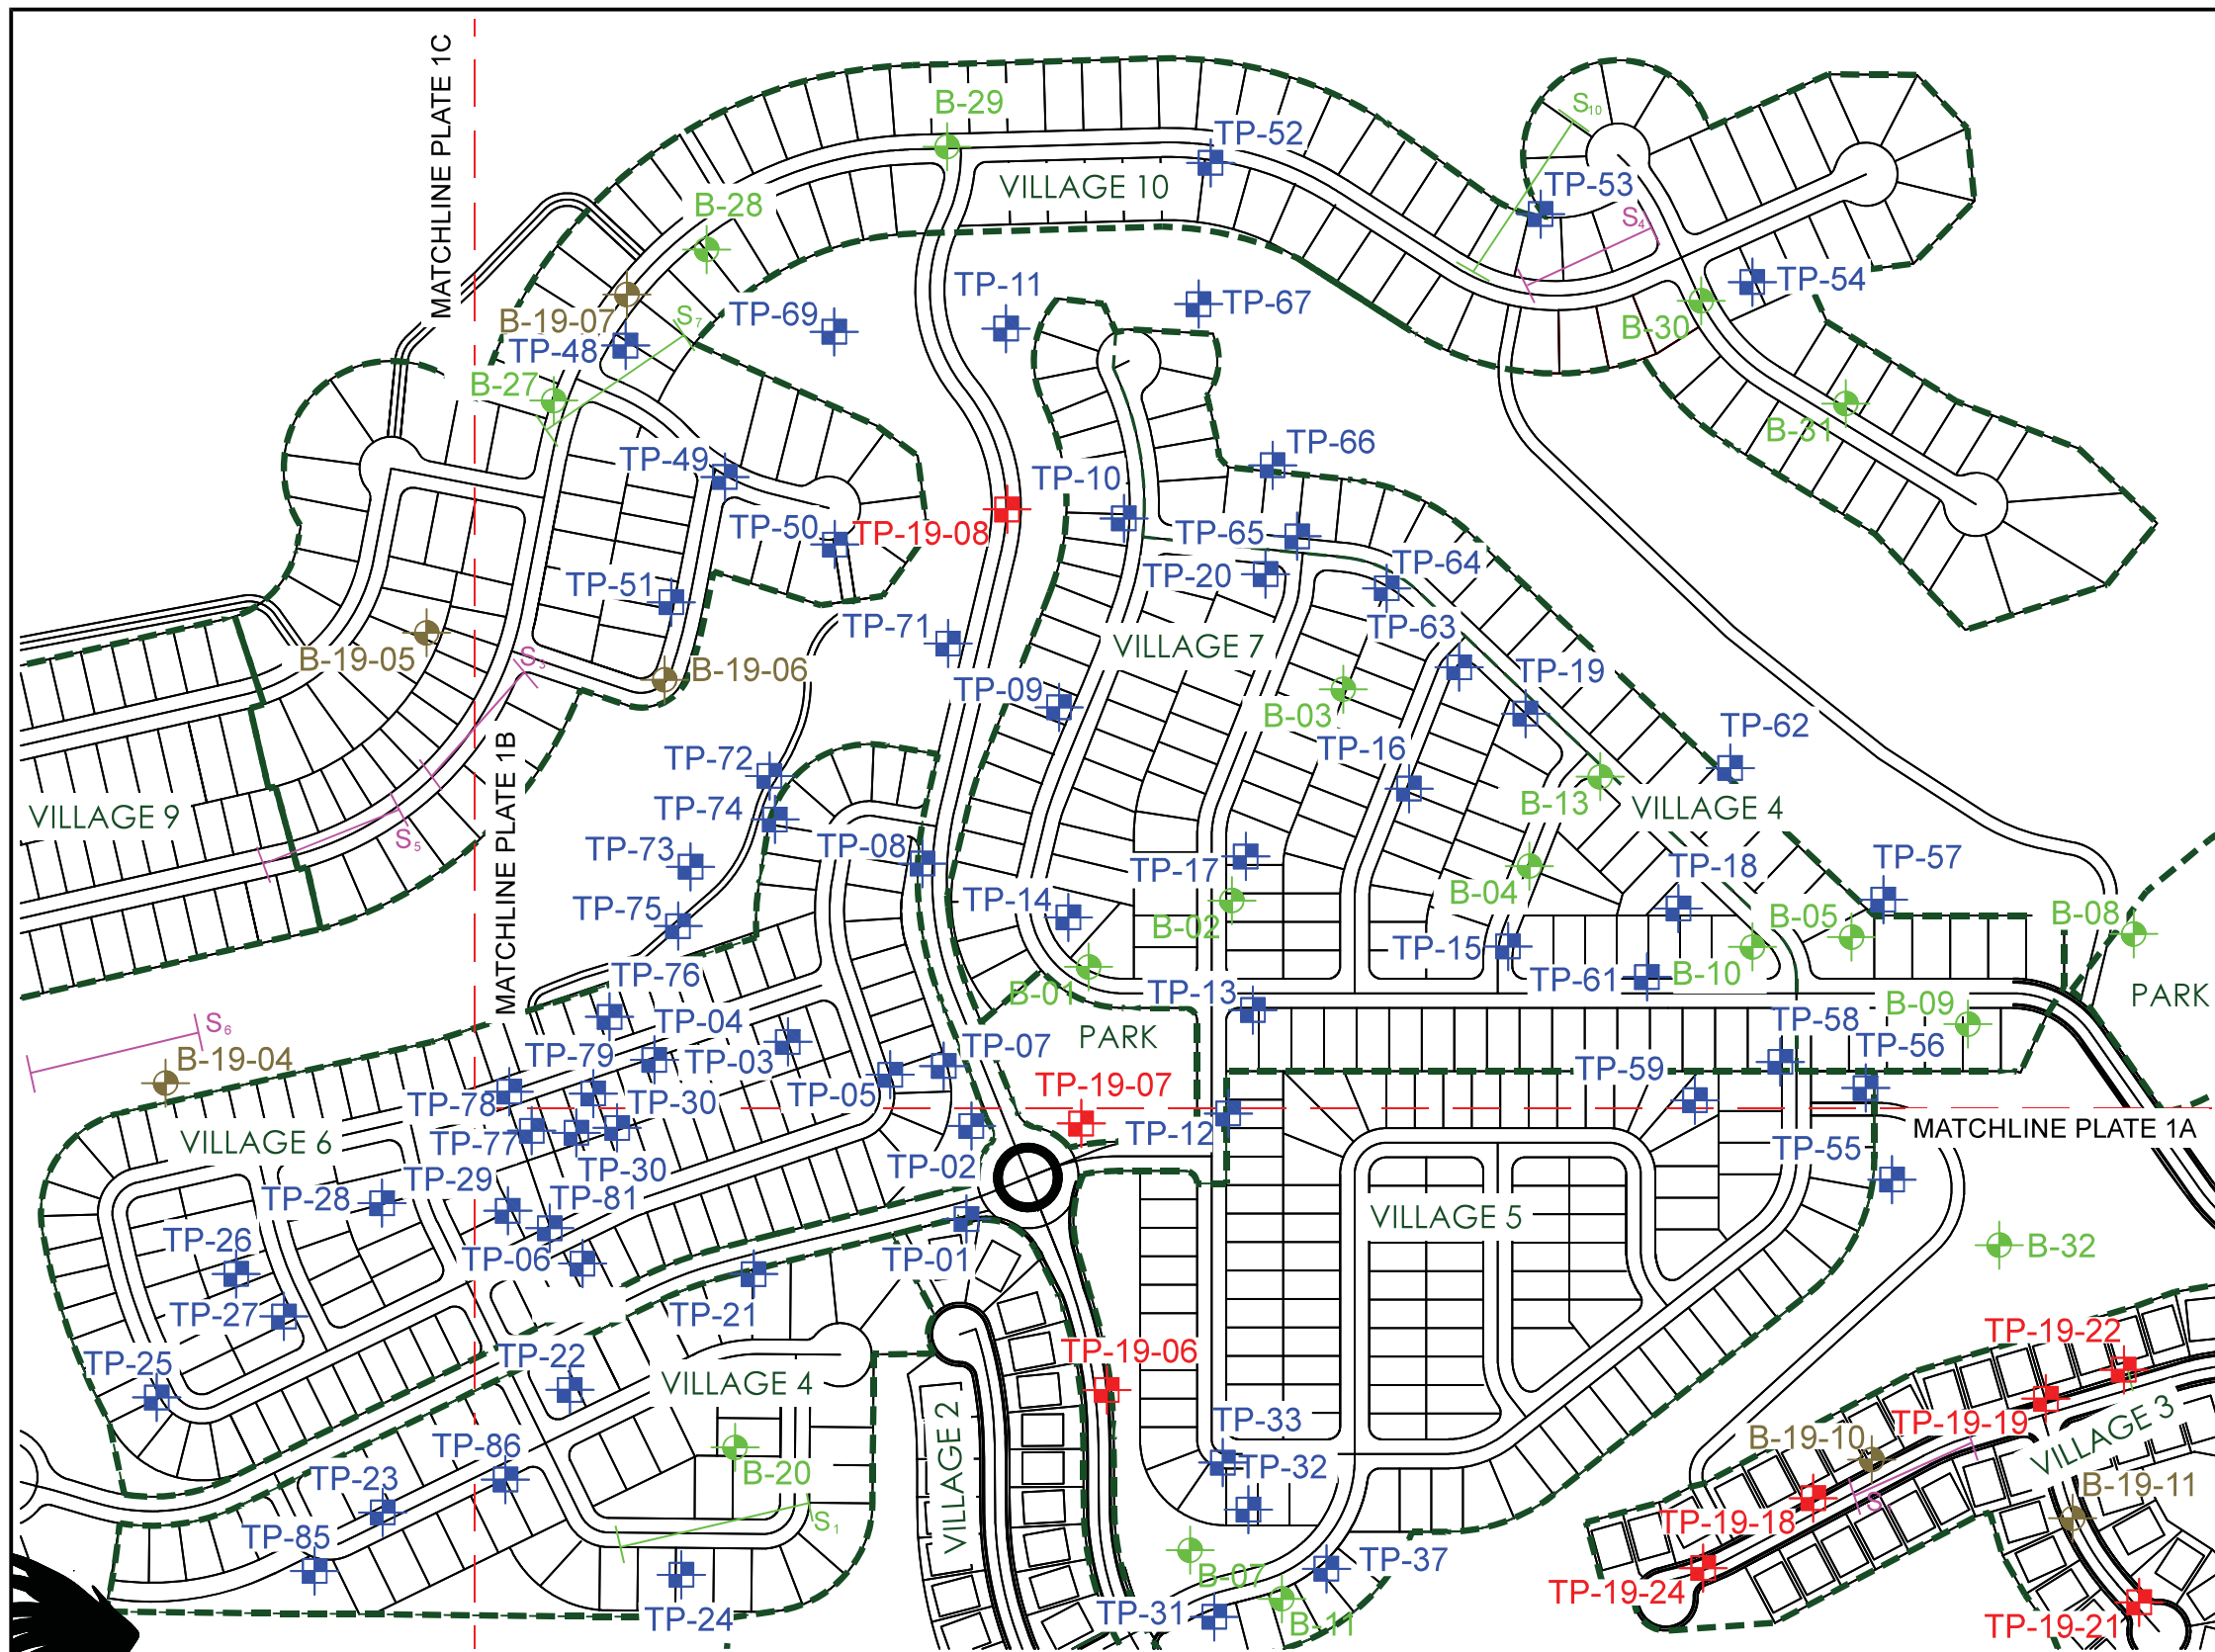 MATCHLINE PLATE 1C
B-29
TP-52
S10
VILLAGE 10
TP-53
B-28
S4
TP-54
TP-11
TP-67
TP-69
B-19-07
S7
B-30
TP-48
B-27
B-31
TP-66
TP-49
TP-10
TP-50
TP-19-08
TP-65
TP-64
TP-20
TP-51
TP-71
TP-63
VILLAGE 7
B-19-05
S3
B-19-06
TP-19
TP-09
B-03
TP-62
TP-16
TP-72
MATCHLINE PLATE 1B
TP-74
B-13
VILLAGE 4
VILLAGE 9
S5
TP-73
TP-08
TP-17
TP-18
TP-57
TP-75
TP-14
B-04
B-02
B-05
B-08
TP-15
TP-76
TP-61
B-10
B-01
TP-13
PARK
B-09
S6
TP-04
PARK
TP-58
B-19-04
TP-79
TP-03
TP-07
TP-56
TP-59
TP-19-07
TP-05
TP-78
TP-30
TP-77
TP-12
MATCHLINE PLATE 1A
VILLAGE 6
TP-55
TP-30
TP-02
TP-29
TP-28
TP-81
VILLAGE 5
TP-26
TP-06
TP-01
B-32
TP-27
TP-21
TP-19-22
TP-25
TP-22
TP-19-06
VILLAGE 4
VILLAGE 2
TP-33
TP-19-19
VILLAGE 3
TP-86
B-19-10
TP-32
B-20
TP-23
B-19-11
S1
S
TP-19-18
TP-85
TP-37
B-07
TP-19-24
TP-24
TP-31
B-11
TP-19-21